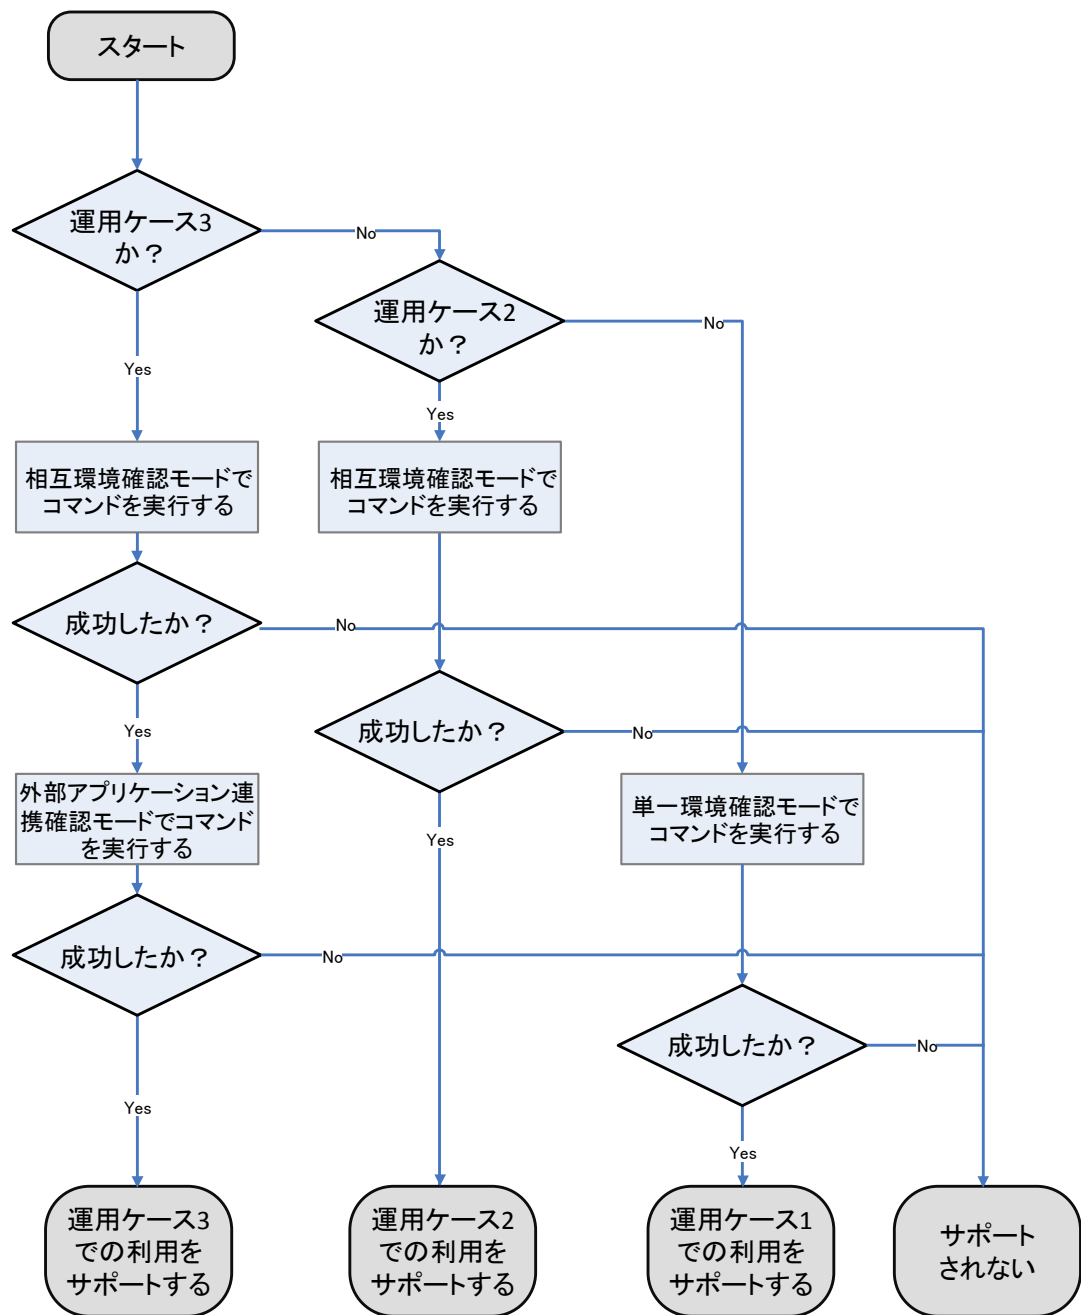 スタート
運用ケース3
か？
No
運用ケース2
か？
No
Yes
Yes
相互環境確認モードで
コマンドを実行する
相互環境確認モードで
コマンドを実行する
成功したか？
No
成功したか？
No
Yes
外部アプリケーション連
携確認モードでコマンド
を実行する
単一環境確認モードで
コマンドを実行する
Yes
成功したか？
No
成功したか？
No
Yes
Yes
運用ケース3
での利用を
サポートする
運用ケース2
での利用を
サポートする
運用ケース1
での利用を
サポートする
サポート
されない